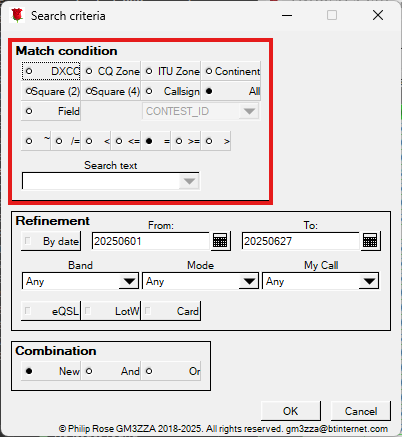 Search criteria
Match condition
DXCC CQ Zone ITU Zone Continent
Square (2) Square (4) Callsign All
Field CONTEST_ID
~ /= < <= = >= >
Search text
Refinement
From: To:
By date 20250601 20250627
Band Mode My Call
Any Any Any
eQSL LotW Card
Combination
New And Or
OK Cancel
© Philip Rose GM3ZZA 2018-2025. All rights reserved. gm3zza@btinternet.com